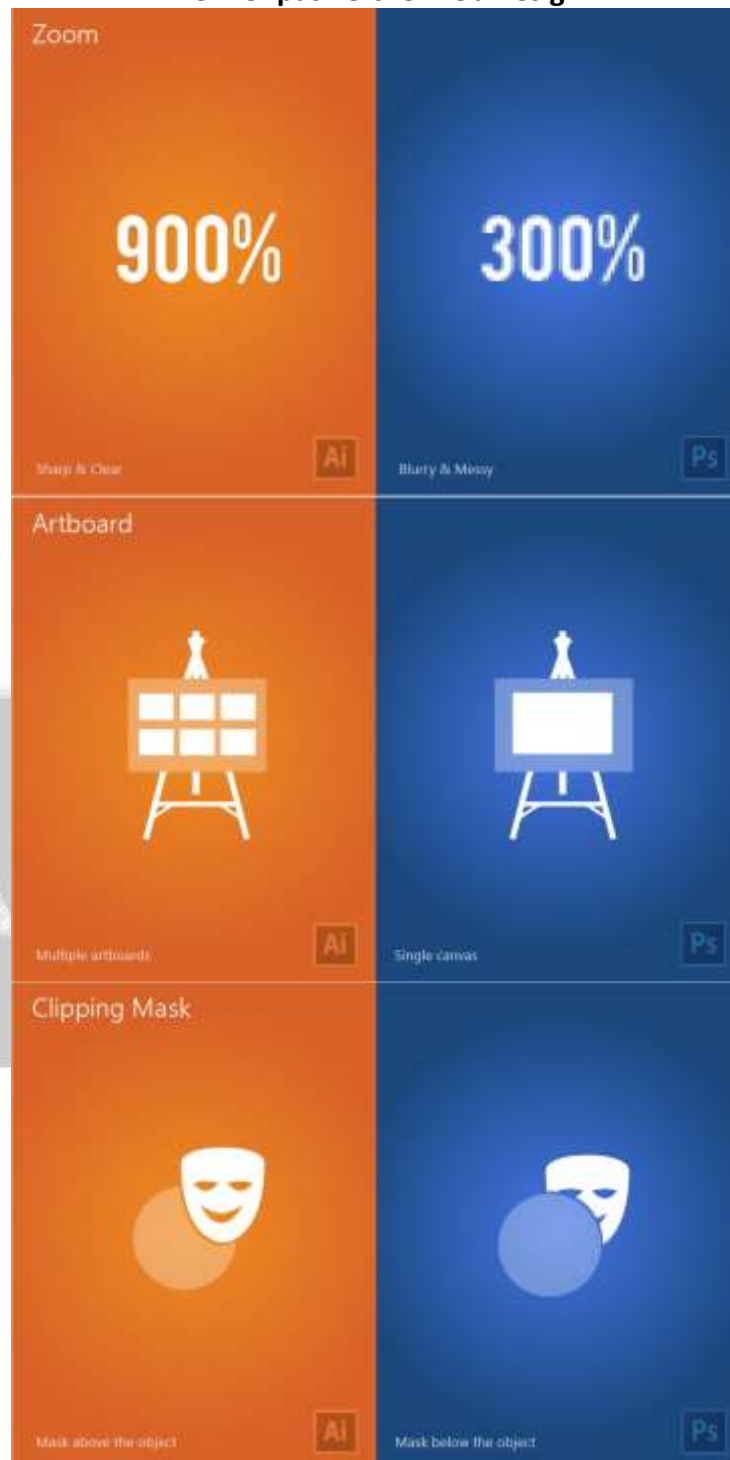 Zoom
900%
300%
Sharp & Clear
Ai
Blurry & Messy
Ps
Artboard
Multiple artboards
Ai
Single canvas
Ps
Clipping Mask
Mask above the object
Ai
Mask below the object
Ps